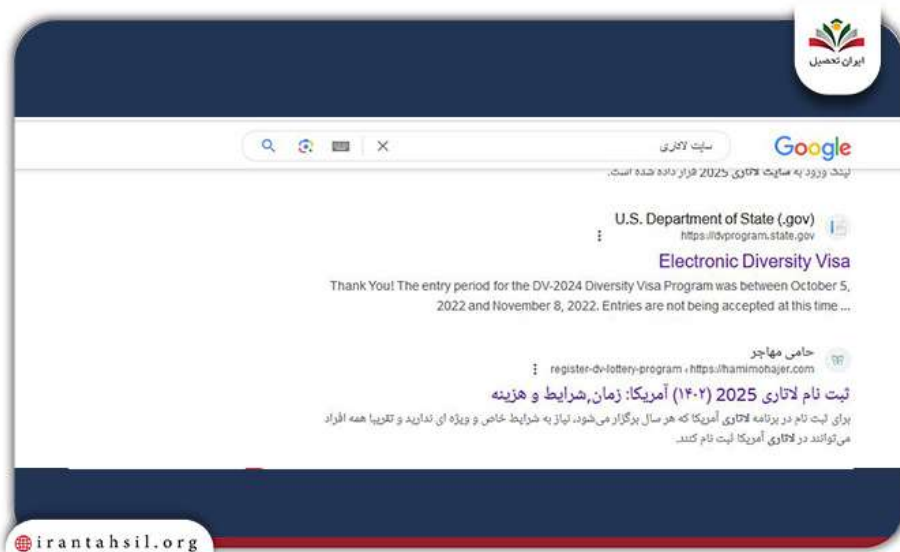 ایران تحصیل
Google
سایت لاتاری
لینک ورود به سایت لاتاری 2025 قرار داده شده است.
U.S. Department of State (.gov)
https://dvprogram.state.gov
Electronic Diversity Visa
Thank You! The entry period for the DV-2024 Diversity Visa Program was between October 5,
2022 and November 8, 2022. Entries are not being accepted at this time ...
حامی مهاجر
https://hamimohajer.com › register-dv-lottery-program
ثبت نام لاتاری 2025 (۱۴۰۲) آمریکا: زمان,شرایط و هزینه
برای ثبت نام در برنامه لاتاری آمریکا که هر سال برگزار می‌شود، نیاز به شرایط خاص و ویژه ای ندارید و تقریبا همه افراد
می‌توانند در لاتاری آمریکا ثبت نام کنند.
irantahsil.org